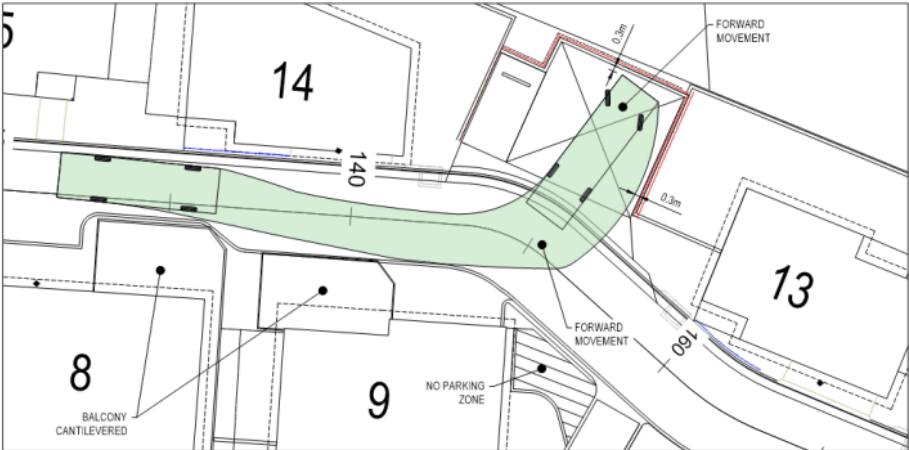 5
14
0.3m
FORWARD
MOVEMENT
140
0.3m
13
FORWARD
MOVEMENT
160
8
9
NO PARKING
ZONE
BALCONY
CANTILEVERED